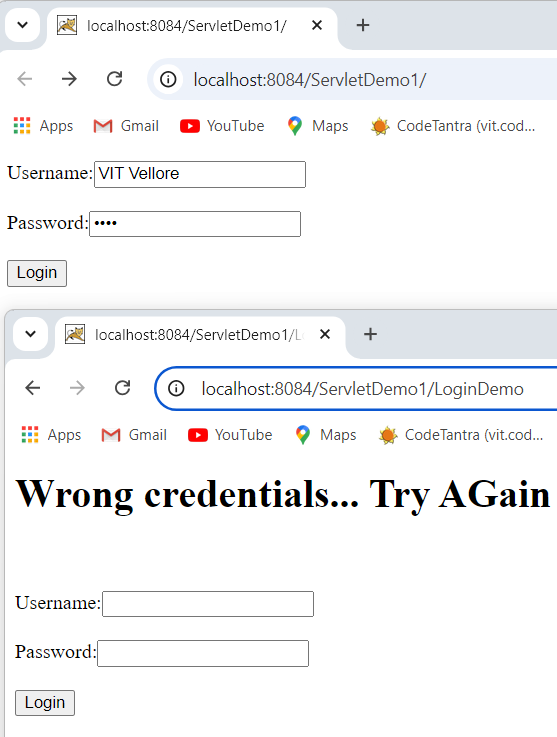 localhost:8084/ServletDemo1/
localhost:8084/ServletDemo1/
Apps Gmail YouTube Maps CodeTantra (vit.cod...
Username: VIT Vellore
Password: ••••
Login
localhost:8084/ServletDemo1/L
localhost:8084/ServletDemo1/LoginDemo
Apps Gmail YouTube Maps CodeTantra (vit.cod...
Wrong credentials... Try AGain
Username:
Password:
Login